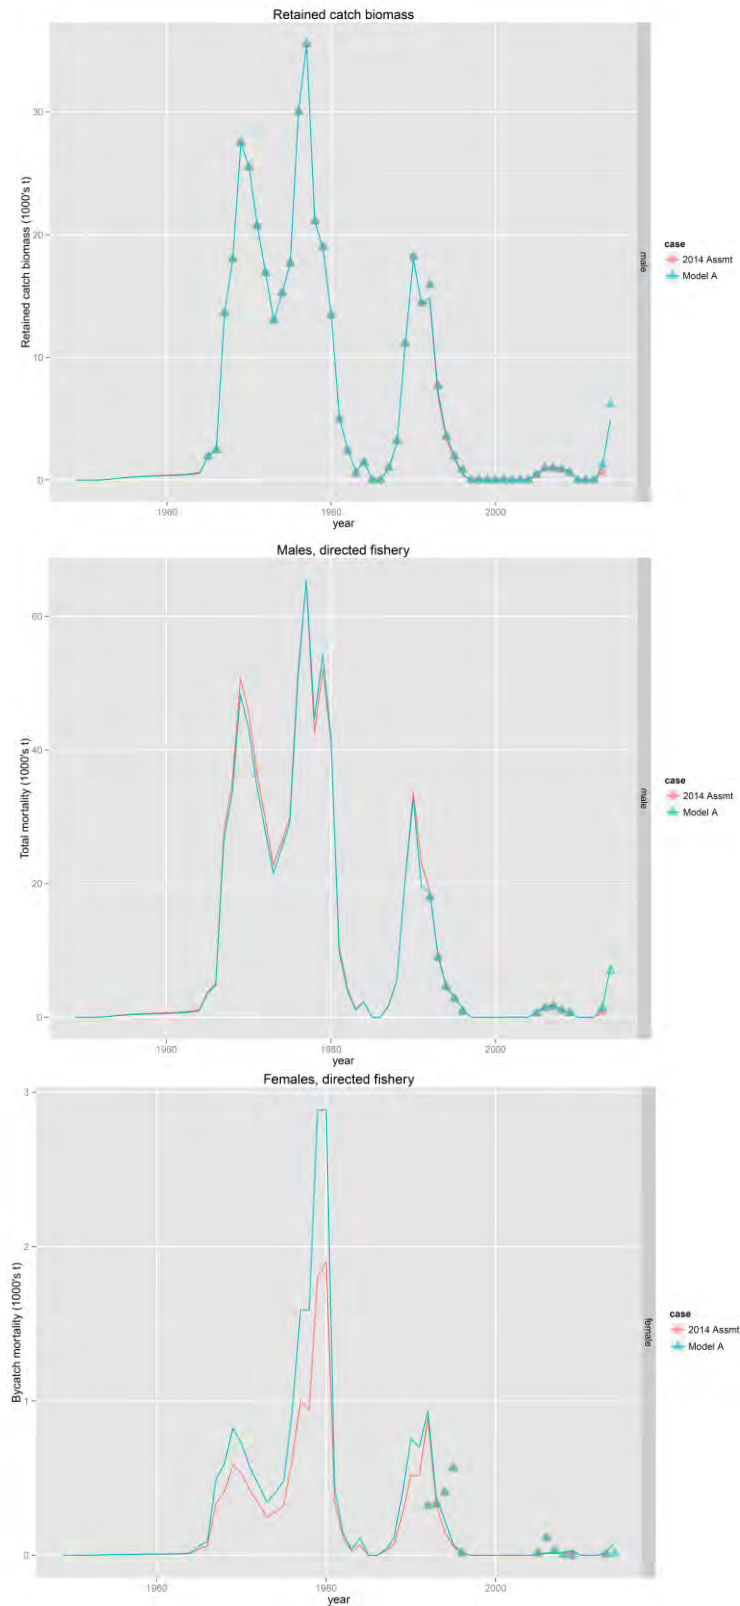 Retained catch biomass
Retained catch biomass (1000's t)
30
20
10
0
1960
1980
2000
year
male
case
2014 Assmt
Model A
Males, directed fishery
Total mortality (1000's t)
60
40
20
0
1960
1980
2000
year
male
case
2014 Assmt
Model A
Females, directed fishery
Bycatch mortality (1000's t)
3
2
1
0
1960
1980
2000
year
female
case
2014 Assmt
Model A